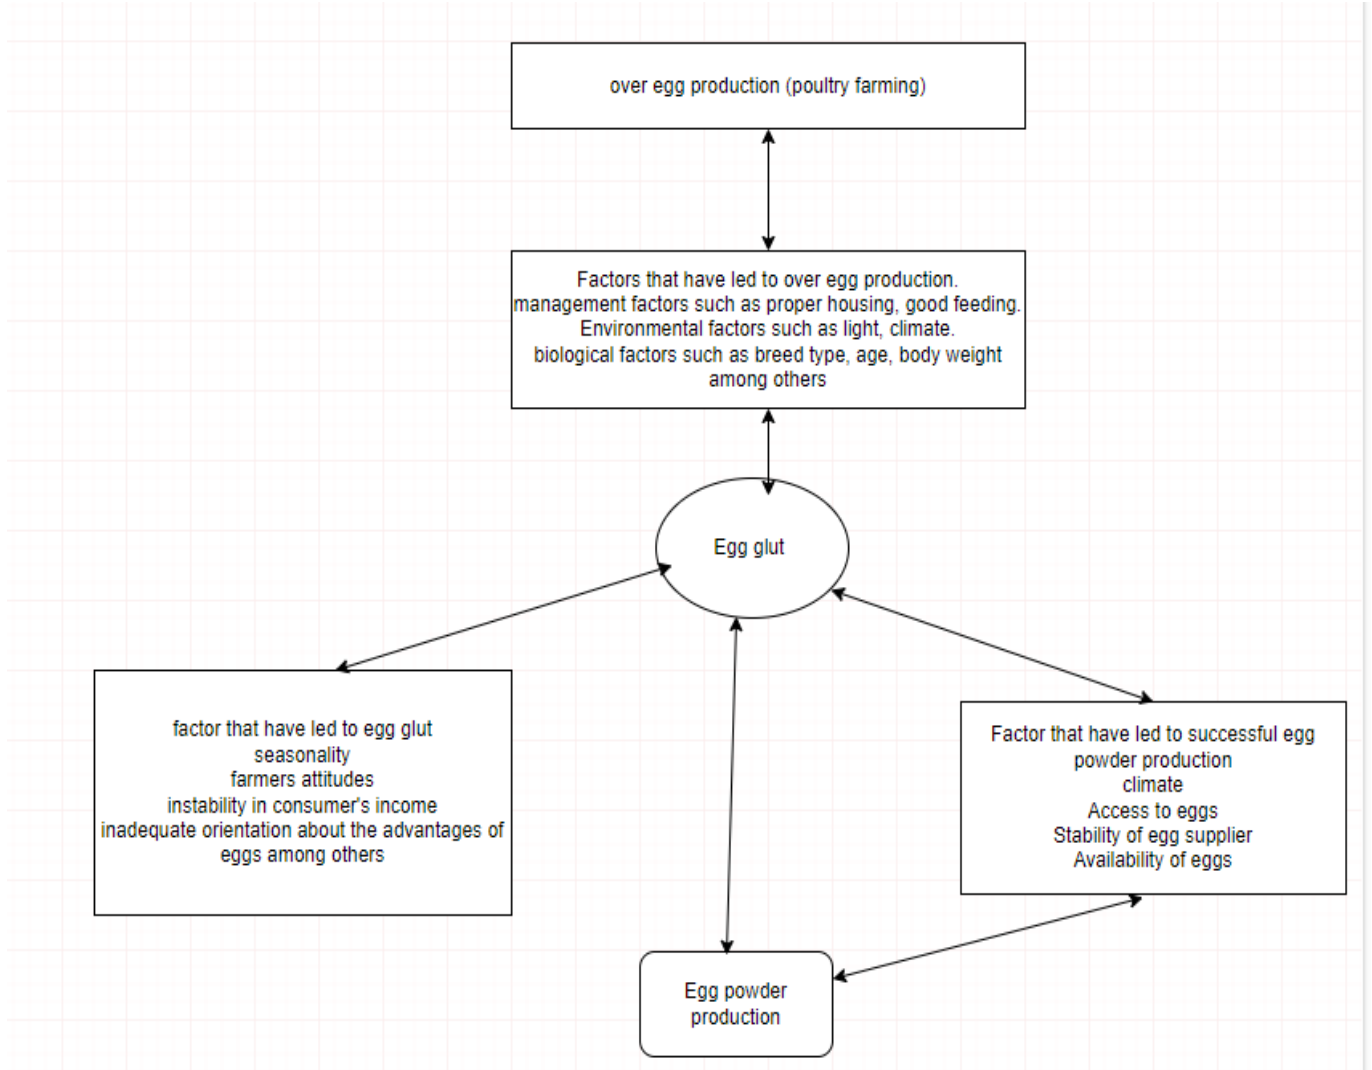 over egg production (poultry farming)
Factors that have led to over egg production.
management factors such as proper housing, good feeding.
Environmental factors such as light, climate.
biological factors such as breed type, age, body weight
among others
Egg glut
factor that have led to egg glut
seasonality
farmers attitudes
instability in consumer's income
inadequate orientation about the advantages of
eggs among others
Factor that have led to successful egg
powder production
climate
Access to eggs
Stability of egg supplier
Availability of eggs
Egg powder
production